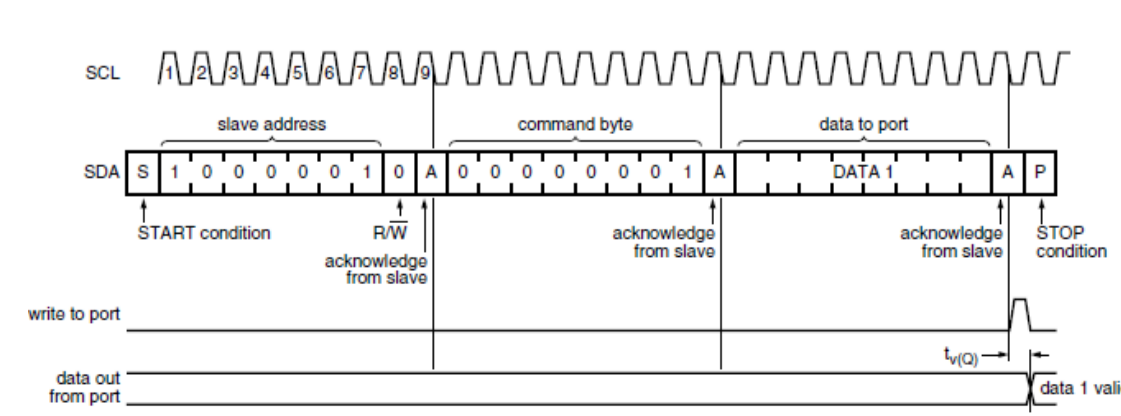 SCL 1 2 3 4 5 6 7 8 9
slave address command byte data to port
SDA S 1 0 0 0 0 0 1 0 A 0 0 0 0 0 0 0 1 A DATA 1 A P
START condition R/W acknowledge acknowledge STOP
acknowledge from slave from slave condition
from slave
write to port
tv(Q)
data out data 1 vali
from port